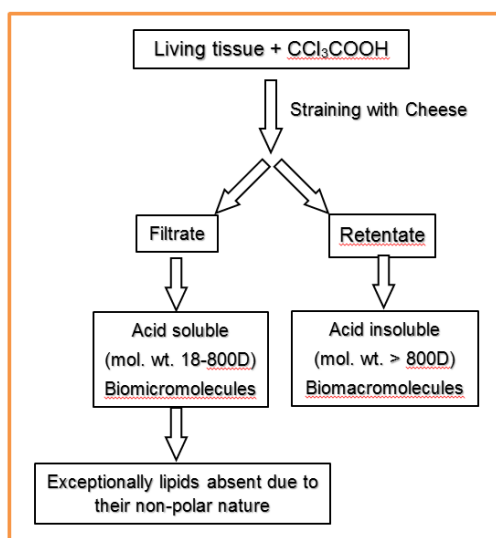 Living tissue + CCl₃COOH
Straining with Cheese
Filtrate
Retentate
Acid soluble
(mol. wt. 18-800D)
Biomicromolecules
Acid insoluble
(mol. wt. > 800D)
Biomacromolecules
Exceptionally lipids absent due to
their non-polar nature